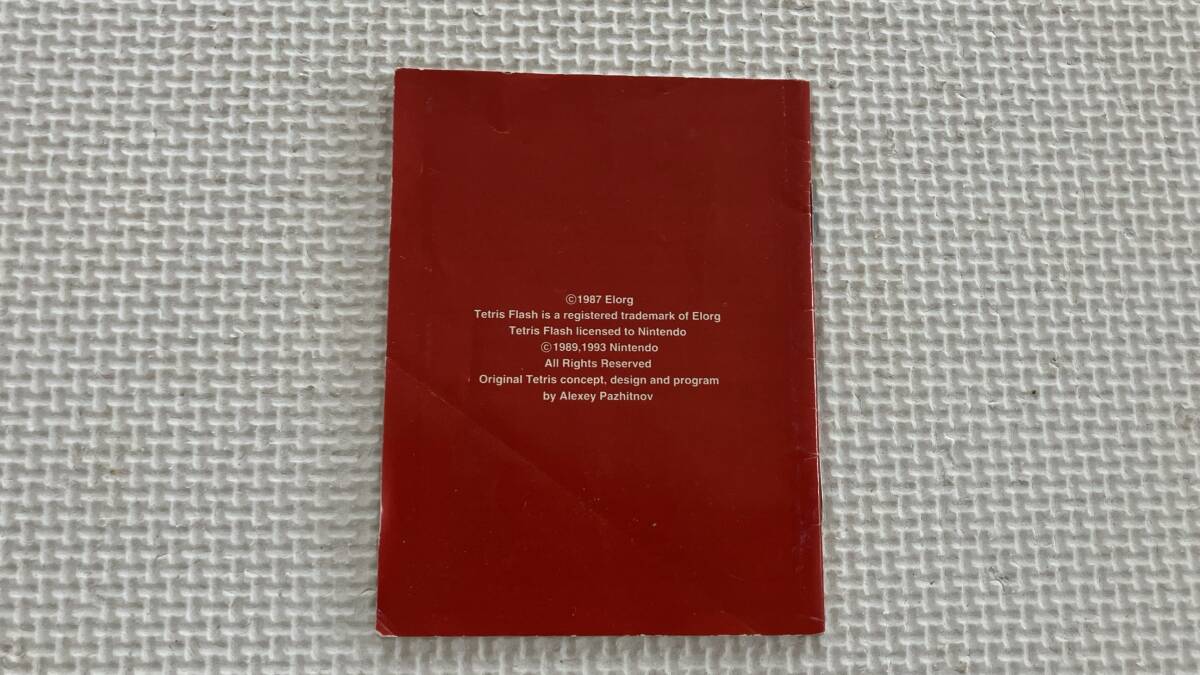 ©1987 Elorg
Tetris Flash is a registered trademark of Elorg
Tetris Flash licensed to Nintendo
©1989,1993 Nintendo
All Rights Reserved
Original Tetris concept, design and program
by Alexey Pazhitnov